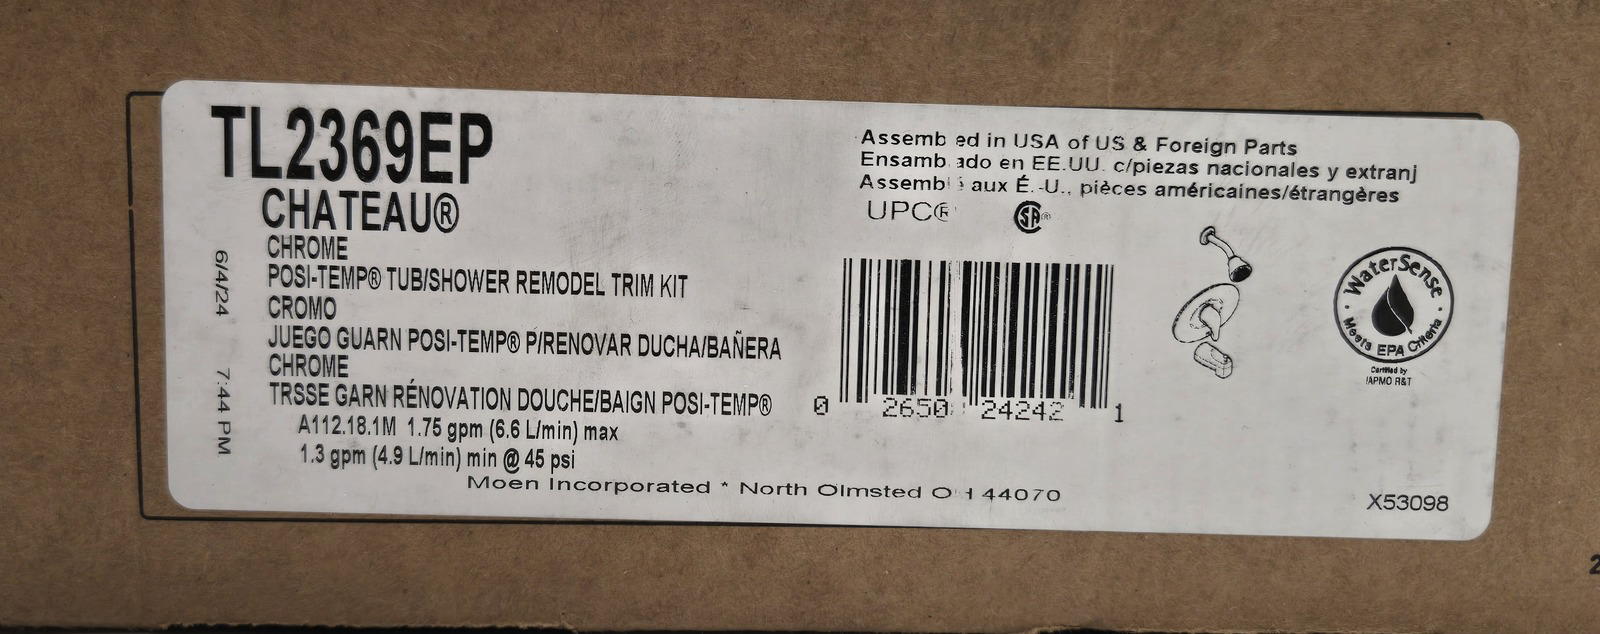 TL2369EP
CHATEAU®
CHROME
POSI-TEMP® TUB/SHOWER REMODEL TRIM KIT
CROMO
JUEGO GUARN POSI-TEMP® P/RENOVAR DUCHA/BAÑERA
CHROME
TRSSE GARN RÉNOVATION DOUCHE/BAIGN POSI-TEMP®
A112.18.1M 1.75 gpm (6.6 L/min) max
1.3 gpm (4.9 L/min) min @ 45 psi
Moen Incorporated * North Olmsted OH 44070
6/4/24 7:44 PM
Assembled in USA of US & Foreign Parts
Ensamblado en EE.UU. c/piezas nacionales y extranj
Assemblé aux É.-U., pièces américaines/étrangères
UPC®
SA®
0 2650 24242 1
WaterSense
Meets EPA Criteria
Certified by
IAPMO R&T
X53098
2